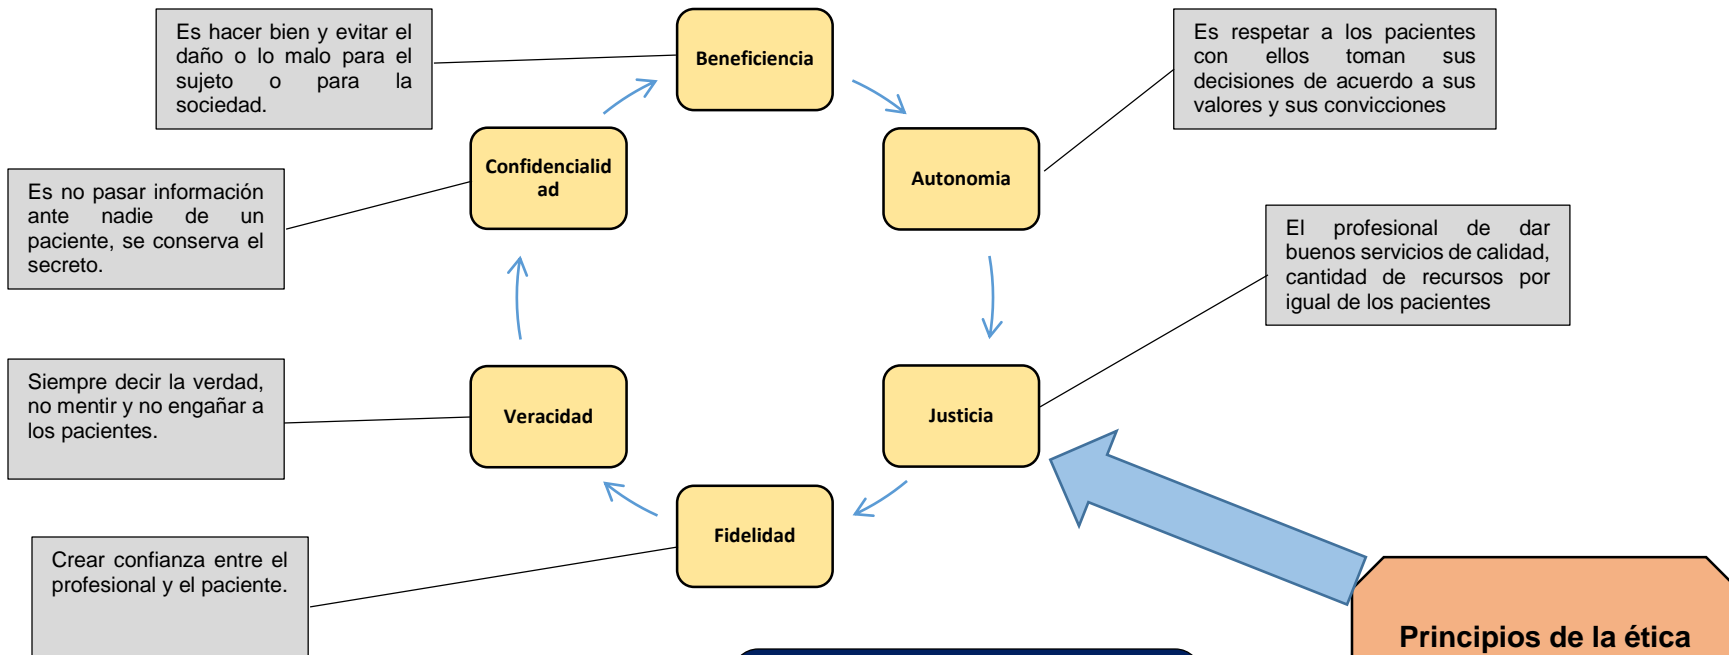 Es hacer bien y evitar el
daño o lo malo para el
sujeto o para la
sociedad.
Beneficiencia
Es respetar a los pacientes
con ellos toman sus
decisiones de acuerdo a sus
valores y sus convicciones
Confidencialid
ad
Autonomia
Es no pasar información
ante nadie de un
paciente, se conserva el
secreto.
El profesional de dar
buenos servicios de calidad,
cantidad de recursos por
igual de los pacientes
Siempre decir la verdad,
no mentir y no engañar a
los pacientes.
Veracidad
Justicia
Fidelidad
Crear confianza entre el
profesional y el paciente.
Principios de la ética